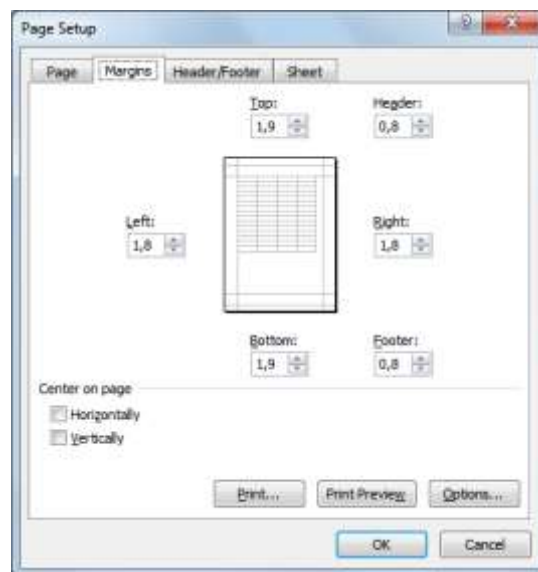 Page Setup
Page Margins Header/Footer Sheet
Top: Header:
1,9 0,8
Left: Right:
1,8 1,8
Bottom: Footer:
1,9 0,8
Center on page
Horizontally
Vertically
Print... Print Preview Options...
OK Cancel